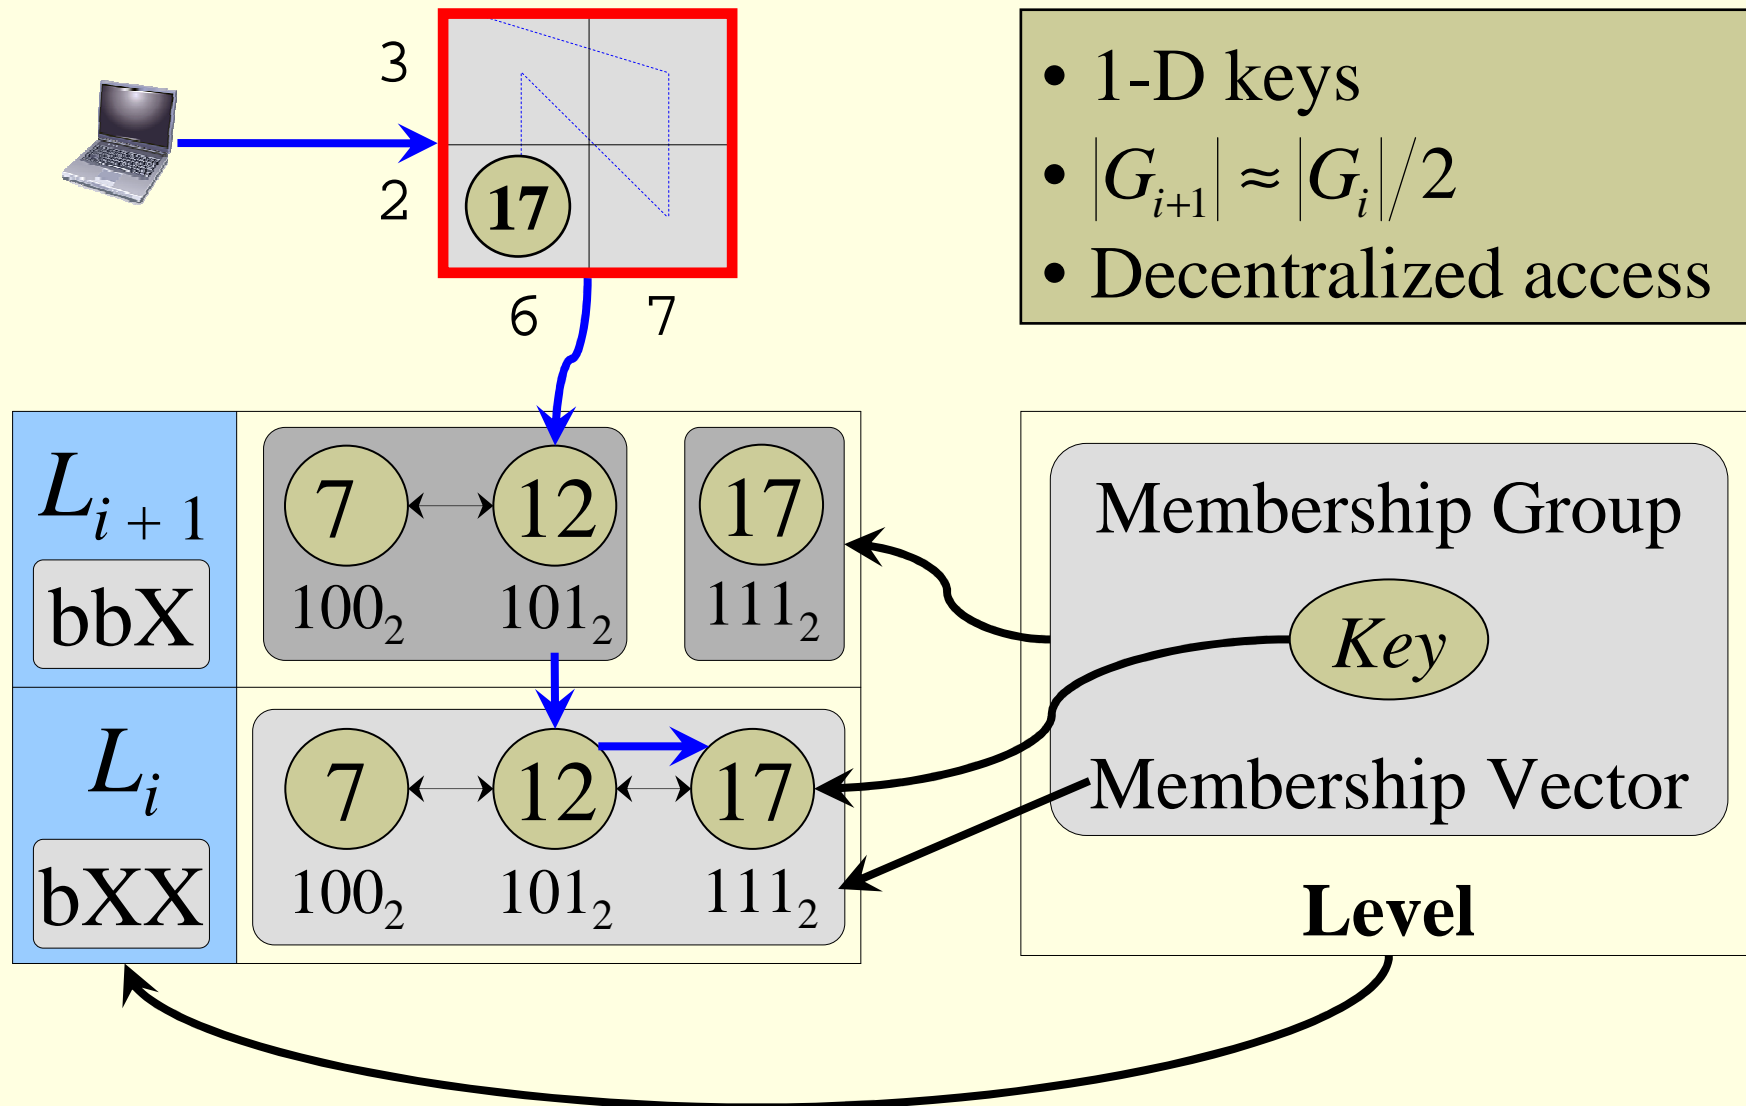 3
2
17
6 7
• 1-D keys
• |G_{i+1}| ≈ |G_i|/2
• Decentralized access
L_{i + 1}
bbX
7 12 17
100₂ 101₂ 111₂
L_i
bXX
7 12 17
100₂ 101₂ 111₂
Membership Group
Key
Membership Vector
Level